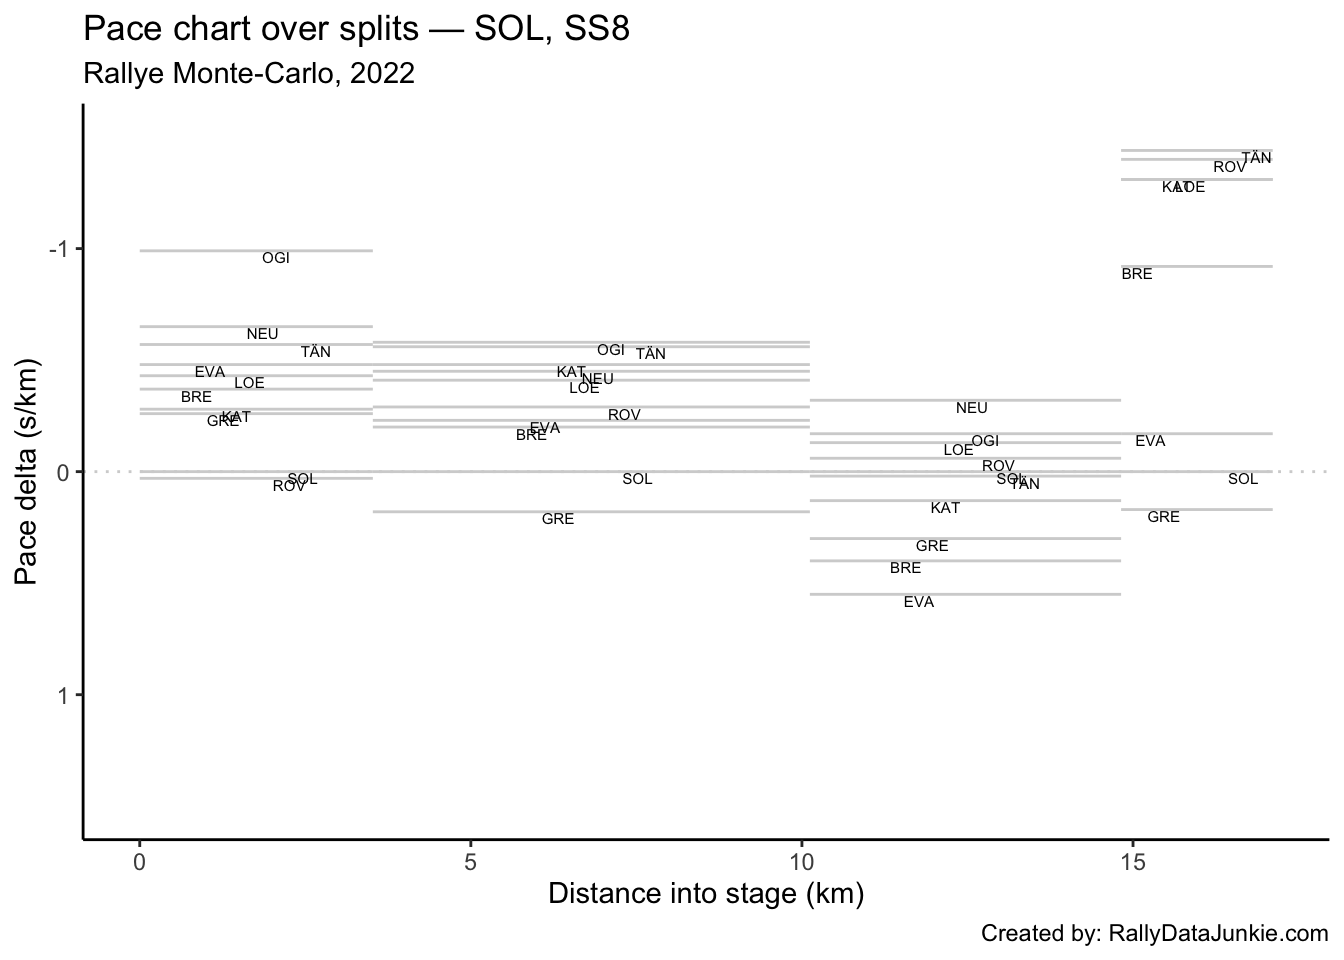 Pace chart over splits — SOL, SS8
Rallye Monte-Carlo, 2022
Pace delta (s/km)
-1
0
1
OGI
NEU
TÄN
EVA
LOE
BRE
KAT
GRE
SOL
ROV
OGI
TÄN
KAT
NEU
LOE
ROV
EVA
BRE
SOL
GRE
NEU
OGI
LOE
ROV
SOL
TÄN
KAT
GRE
BRE
EVA
TÄN
ROV
KAT
LOE
BRE
EVA
SOL
GRE
0 5 10 15
Distance into stage (km)
Created by: RallyDataJunkie.com